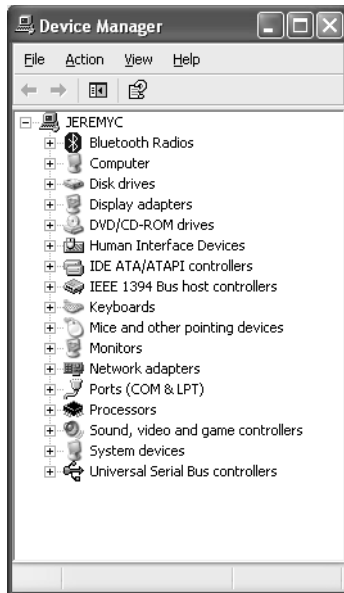 Device Manager
File Action View Help
JEREMYC
Bluetooth Radios
Computer
Disk drives
Display adapters
DVD/CD-ROM drives
Human Interface Devices
IDE ATA/ATAPI controllers
IEEE 1394 Bus host controllers
Keyboards
Mice and other pointing devices
Monitors
Network adapters
Ports (COM & LPT)
Processors
Sound, video and game controllers
System devices
Universal Serial Bus controllers